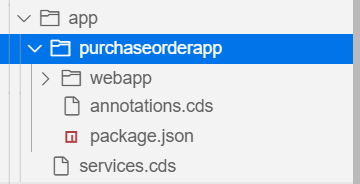 app
purchaseorderapp
webapp
annotations.cds
package.json
services.cds